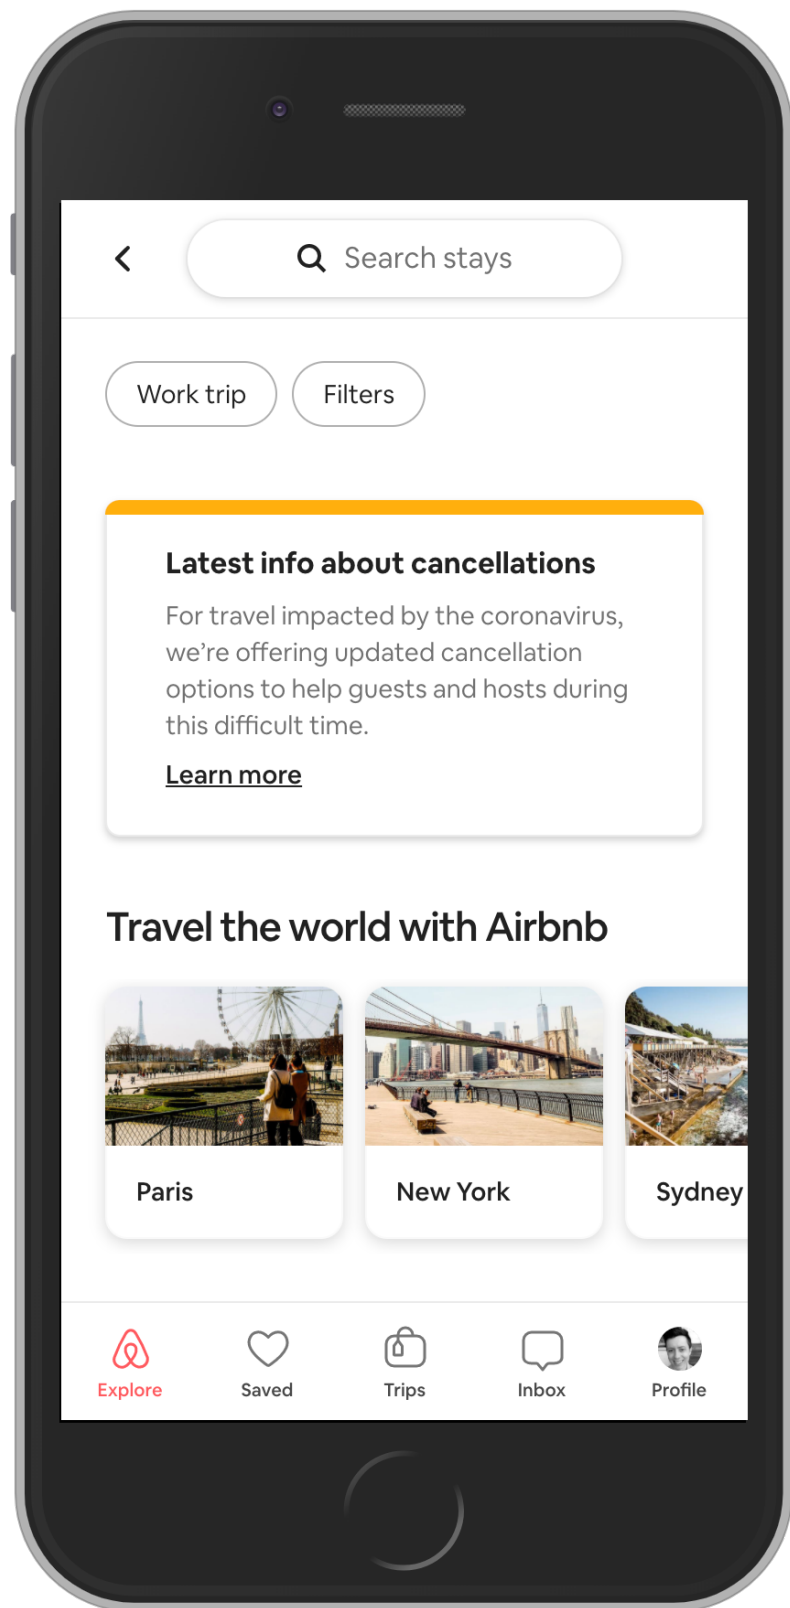 Search stays
Work trip
Filters
Latest info about cancellations
For travel impacted by the coronavirus,
we’re offering updated cancellation
options to help guests and hosts during
this difficult time.
Learn more
Travel the world with Airbnb
Paris
New York
Sydney
Explore
Saved
Trips
Inbox
Profile